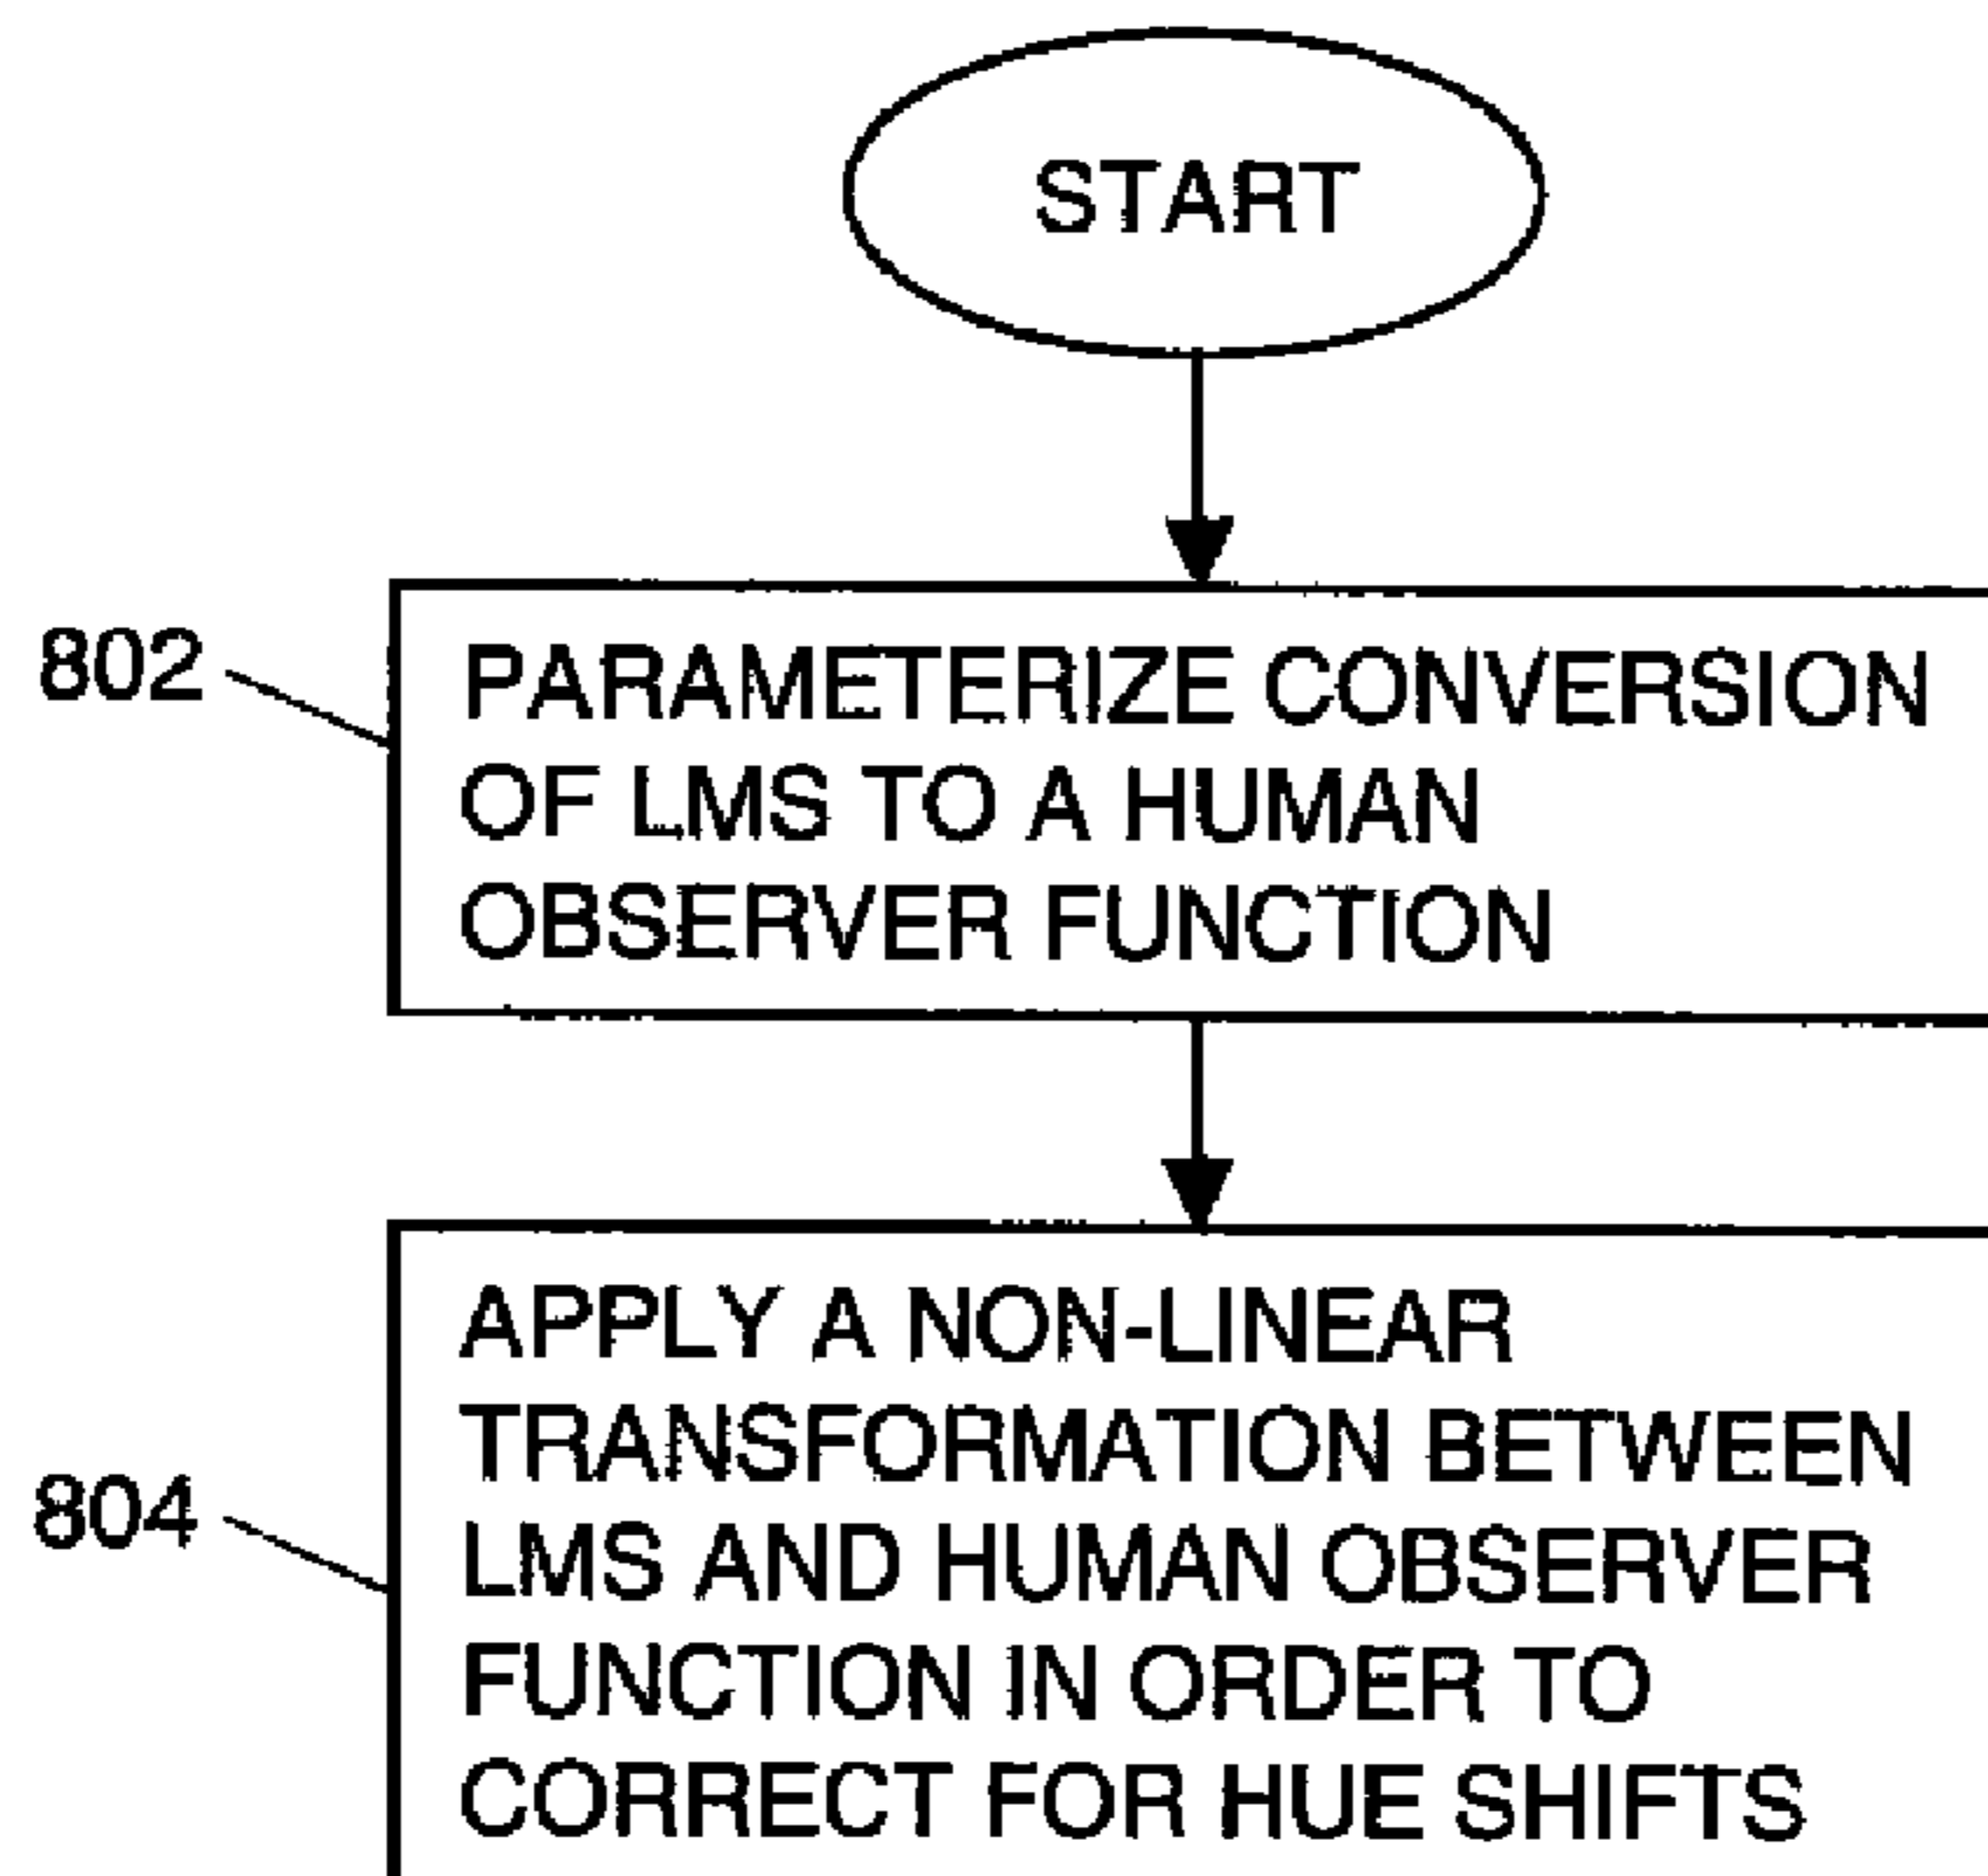 START
802
PARAMETERIZE CONVERSION
OF LMS TO A HUMAN
OBSERVER FUNCTION
804
APPLY A NON-LINEAR
TRANSFORMATION BETWEEN
LMS AND HUMAN OBSERVER
FUNCTION IN ORDER TO
CORRECT FOR HUE SHIFTS